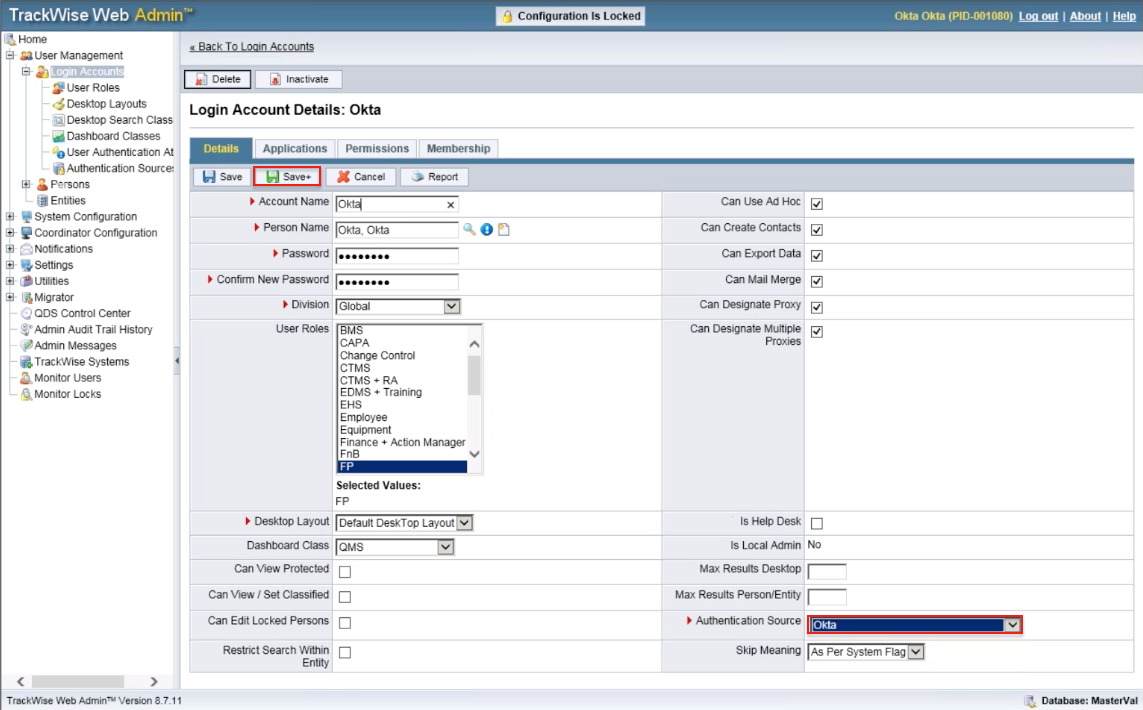 TrackWise Web Admin™
Configuration Is Locked
Okta Okta (PID-001080) Log out | About | Help
Home
User Management
Login Accounts
User Roles
Desktop Layouts
Desktop Search Class
Dashboard Classes
User Authentication At
Authentication Source
Persons
Entities
System Configuration
Coordinator Configuration
Notifications
Settings
Utilities
Migrator
QDS Control Center
Admin Audit Trail History
Admin Messages
TrackWise Systems
Monitor Users
Monitor Locks
« Back To Login Accounts
Delete Inactivate
Login Account Details: Okta
Details Applications Permissions Membership
Save Save+ Cancel Report
Account Name Okta
Person Name Okta, Okta
Password ●●●●●●●●
Confirm New Password ●●●●●●●●
Division Global
User Roles
BMS
CAPA
Change Control
CTMS
CTMS + RA
EDMS + Training
EHS
Employee
Equipment
Finance + Action Manager
FnB
FP
Selected Values:
FP
Desktop Layout Default DeskTop Layout
Dashboard Class QMS
Can View Protected
Can View / Set Classified
Can Edit Locked Persons
Restrict Search Within
Entity
Can Use Ad Hoc
Can Create Contacts
Can Export Data
Can Mail Merge
Can Designate Proxy
Can Designate Multiple
Proxies
Is Help Desk
Is Local Admin No
Max Results Desktop
Max Results Person/Entity
Authentication Source Okta
Skip Meaning As Per System Flag
TrackWise Web Admin™ Version 8.7.11
Database: MasterVal